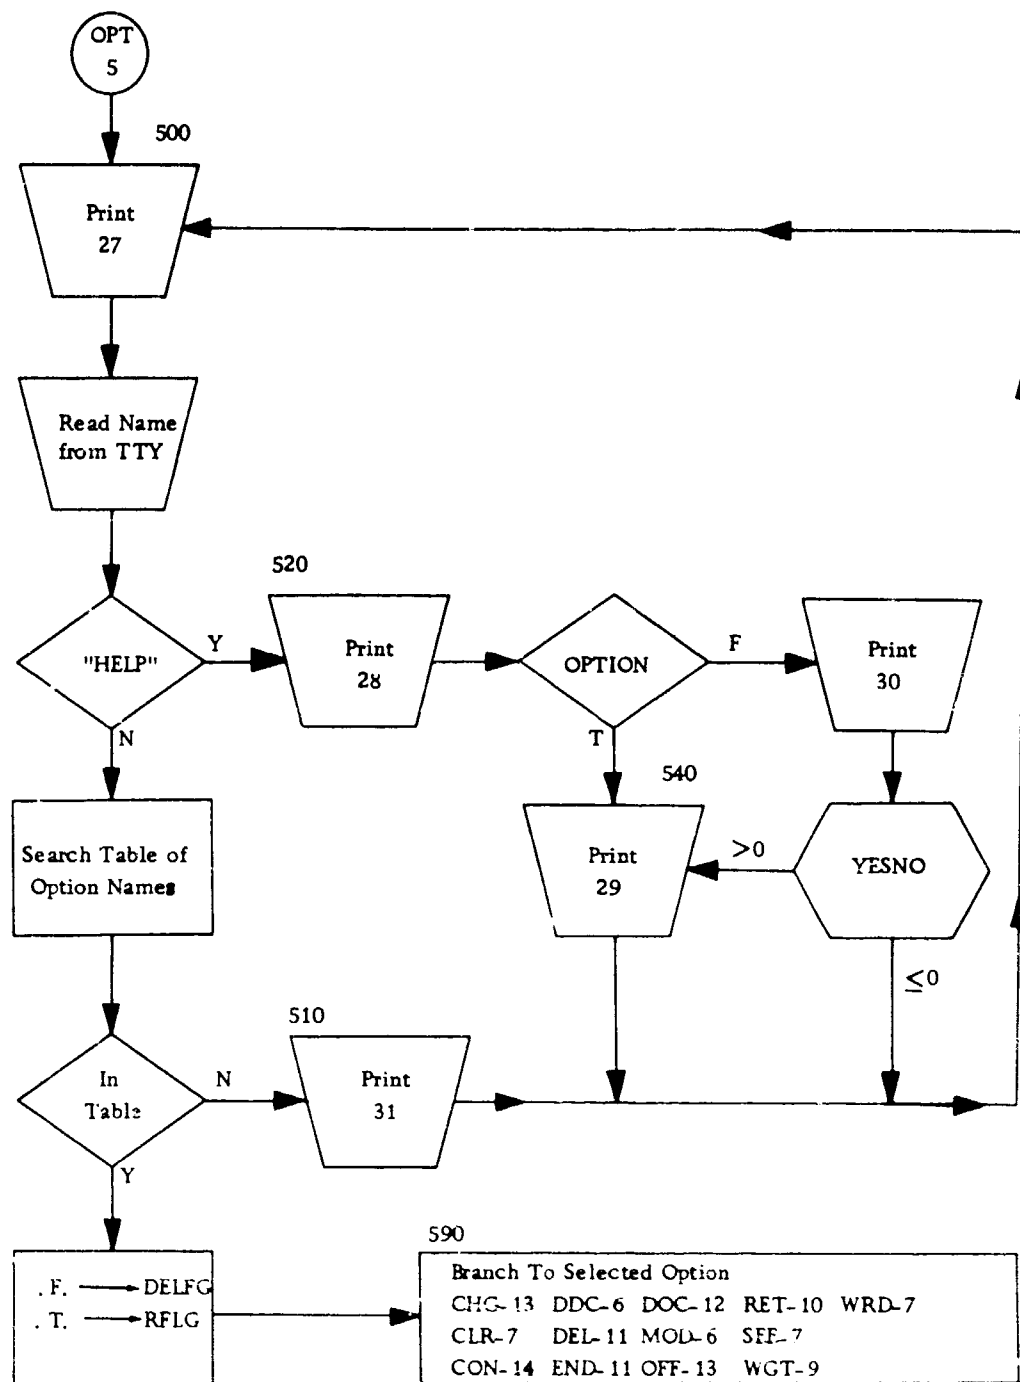 OPT
5
500
Print
27
Read Name
from TTY
"HELP"
Y
N
520
Print
28
OPTION
F
T
Print
30
540
Print
29
>0
YESNO
≤0
Search Table of
Option Names
In
Table
N
Y
510
Print
31
.F. → DELFG
.T. → RFLG
590
Branch To Selected Option
CHG-13 DDC-6 DOC-12 RET-10 WRD-7
CLR-7 DEL-11 MOD-6 SEE-7
CON-14 END-11 OFF-13 WGT-9